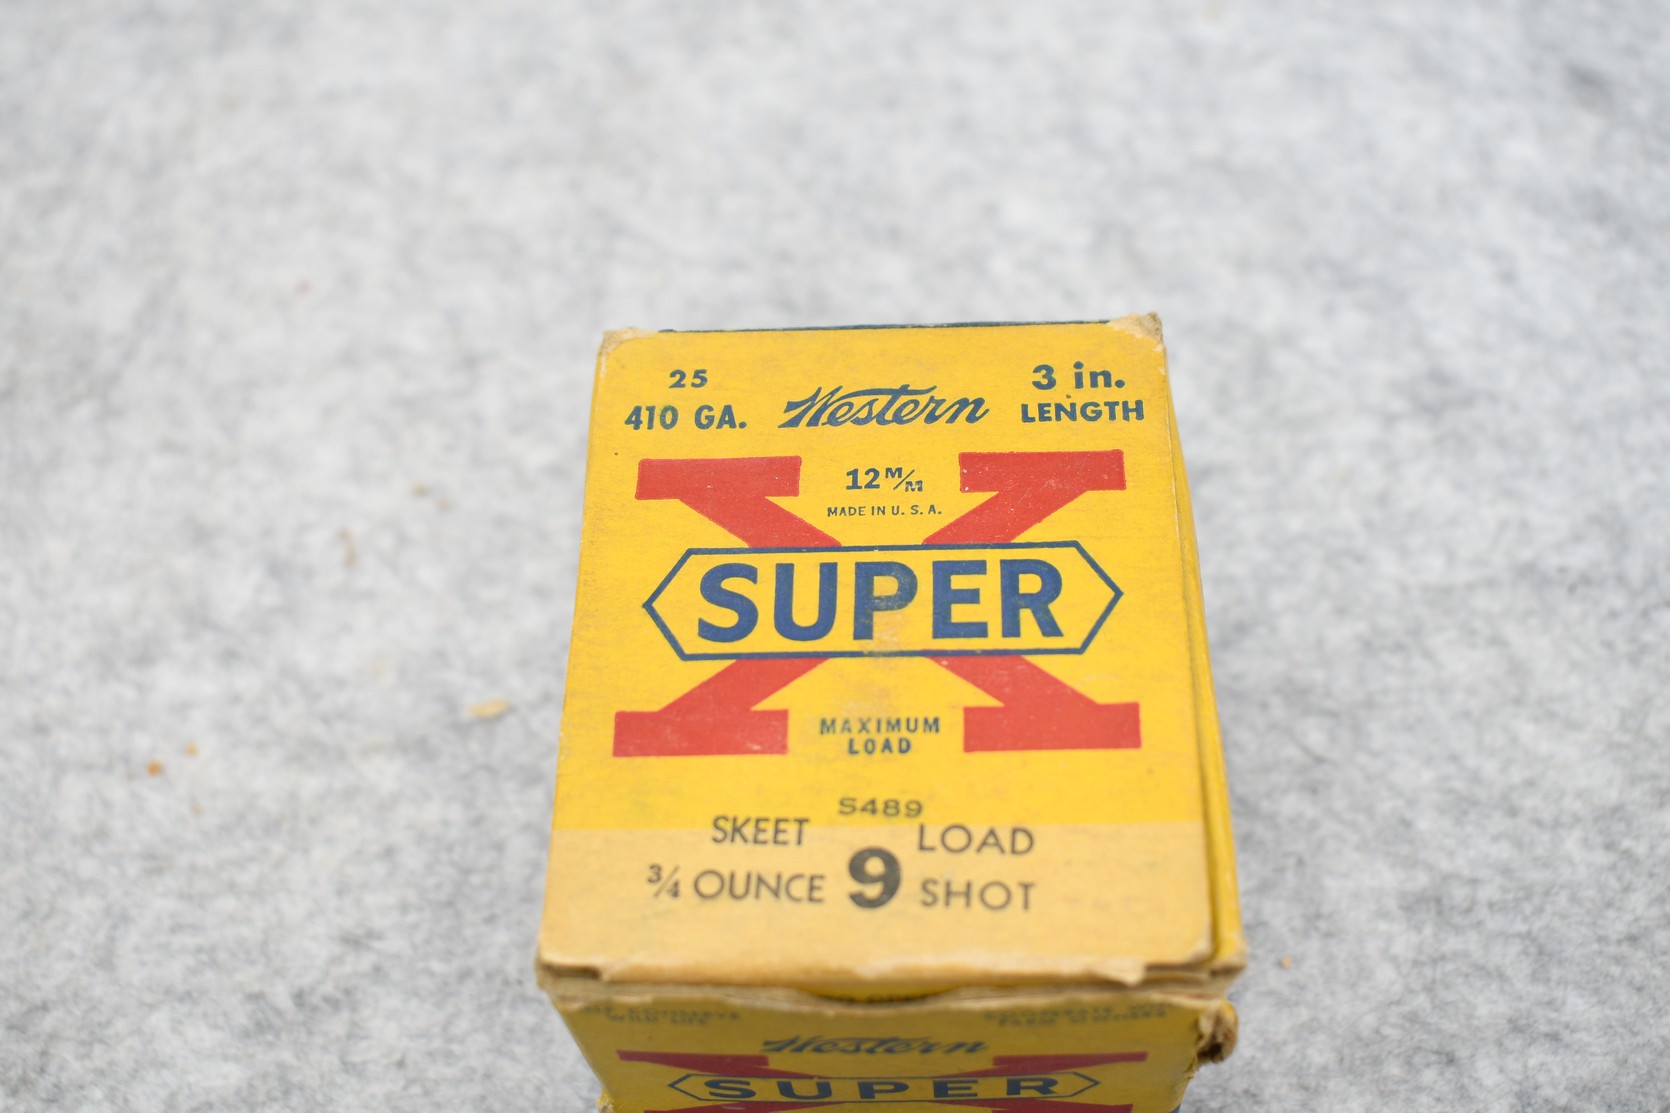 25
410 GA.
Western
3 in.
LENGTH
12 M/M
MADE IN U. S. A.
SUPER
X
MAXIMUM
LOAD
S489
SKEET 9 LOAD
3/4 OUNCE SHOT
Western
SUPER
X